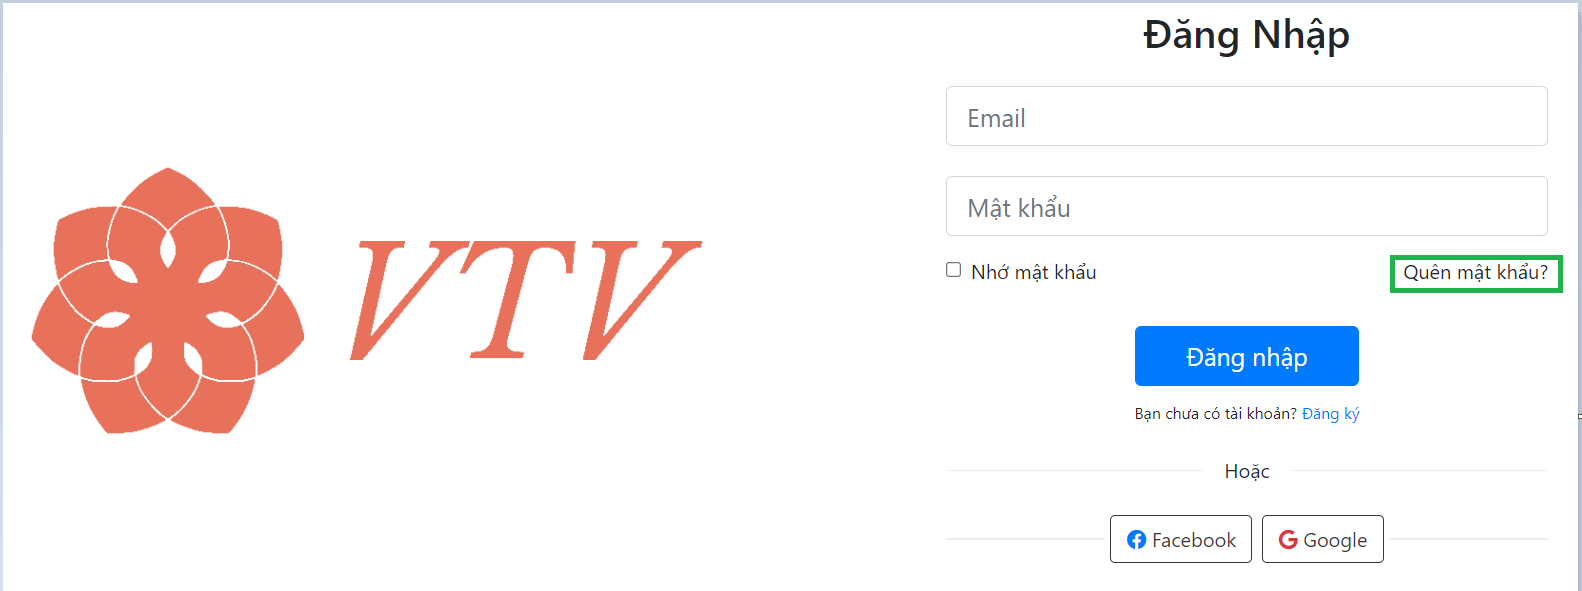 VTV
Đăng Nhập
Email
Mật khẩu
Nhớ mật khẩu
Quên mật khẩu?
Đăng nhập
Bạn chưa có tài khoản? Đăng ký
Hoặc
Facebook
Google